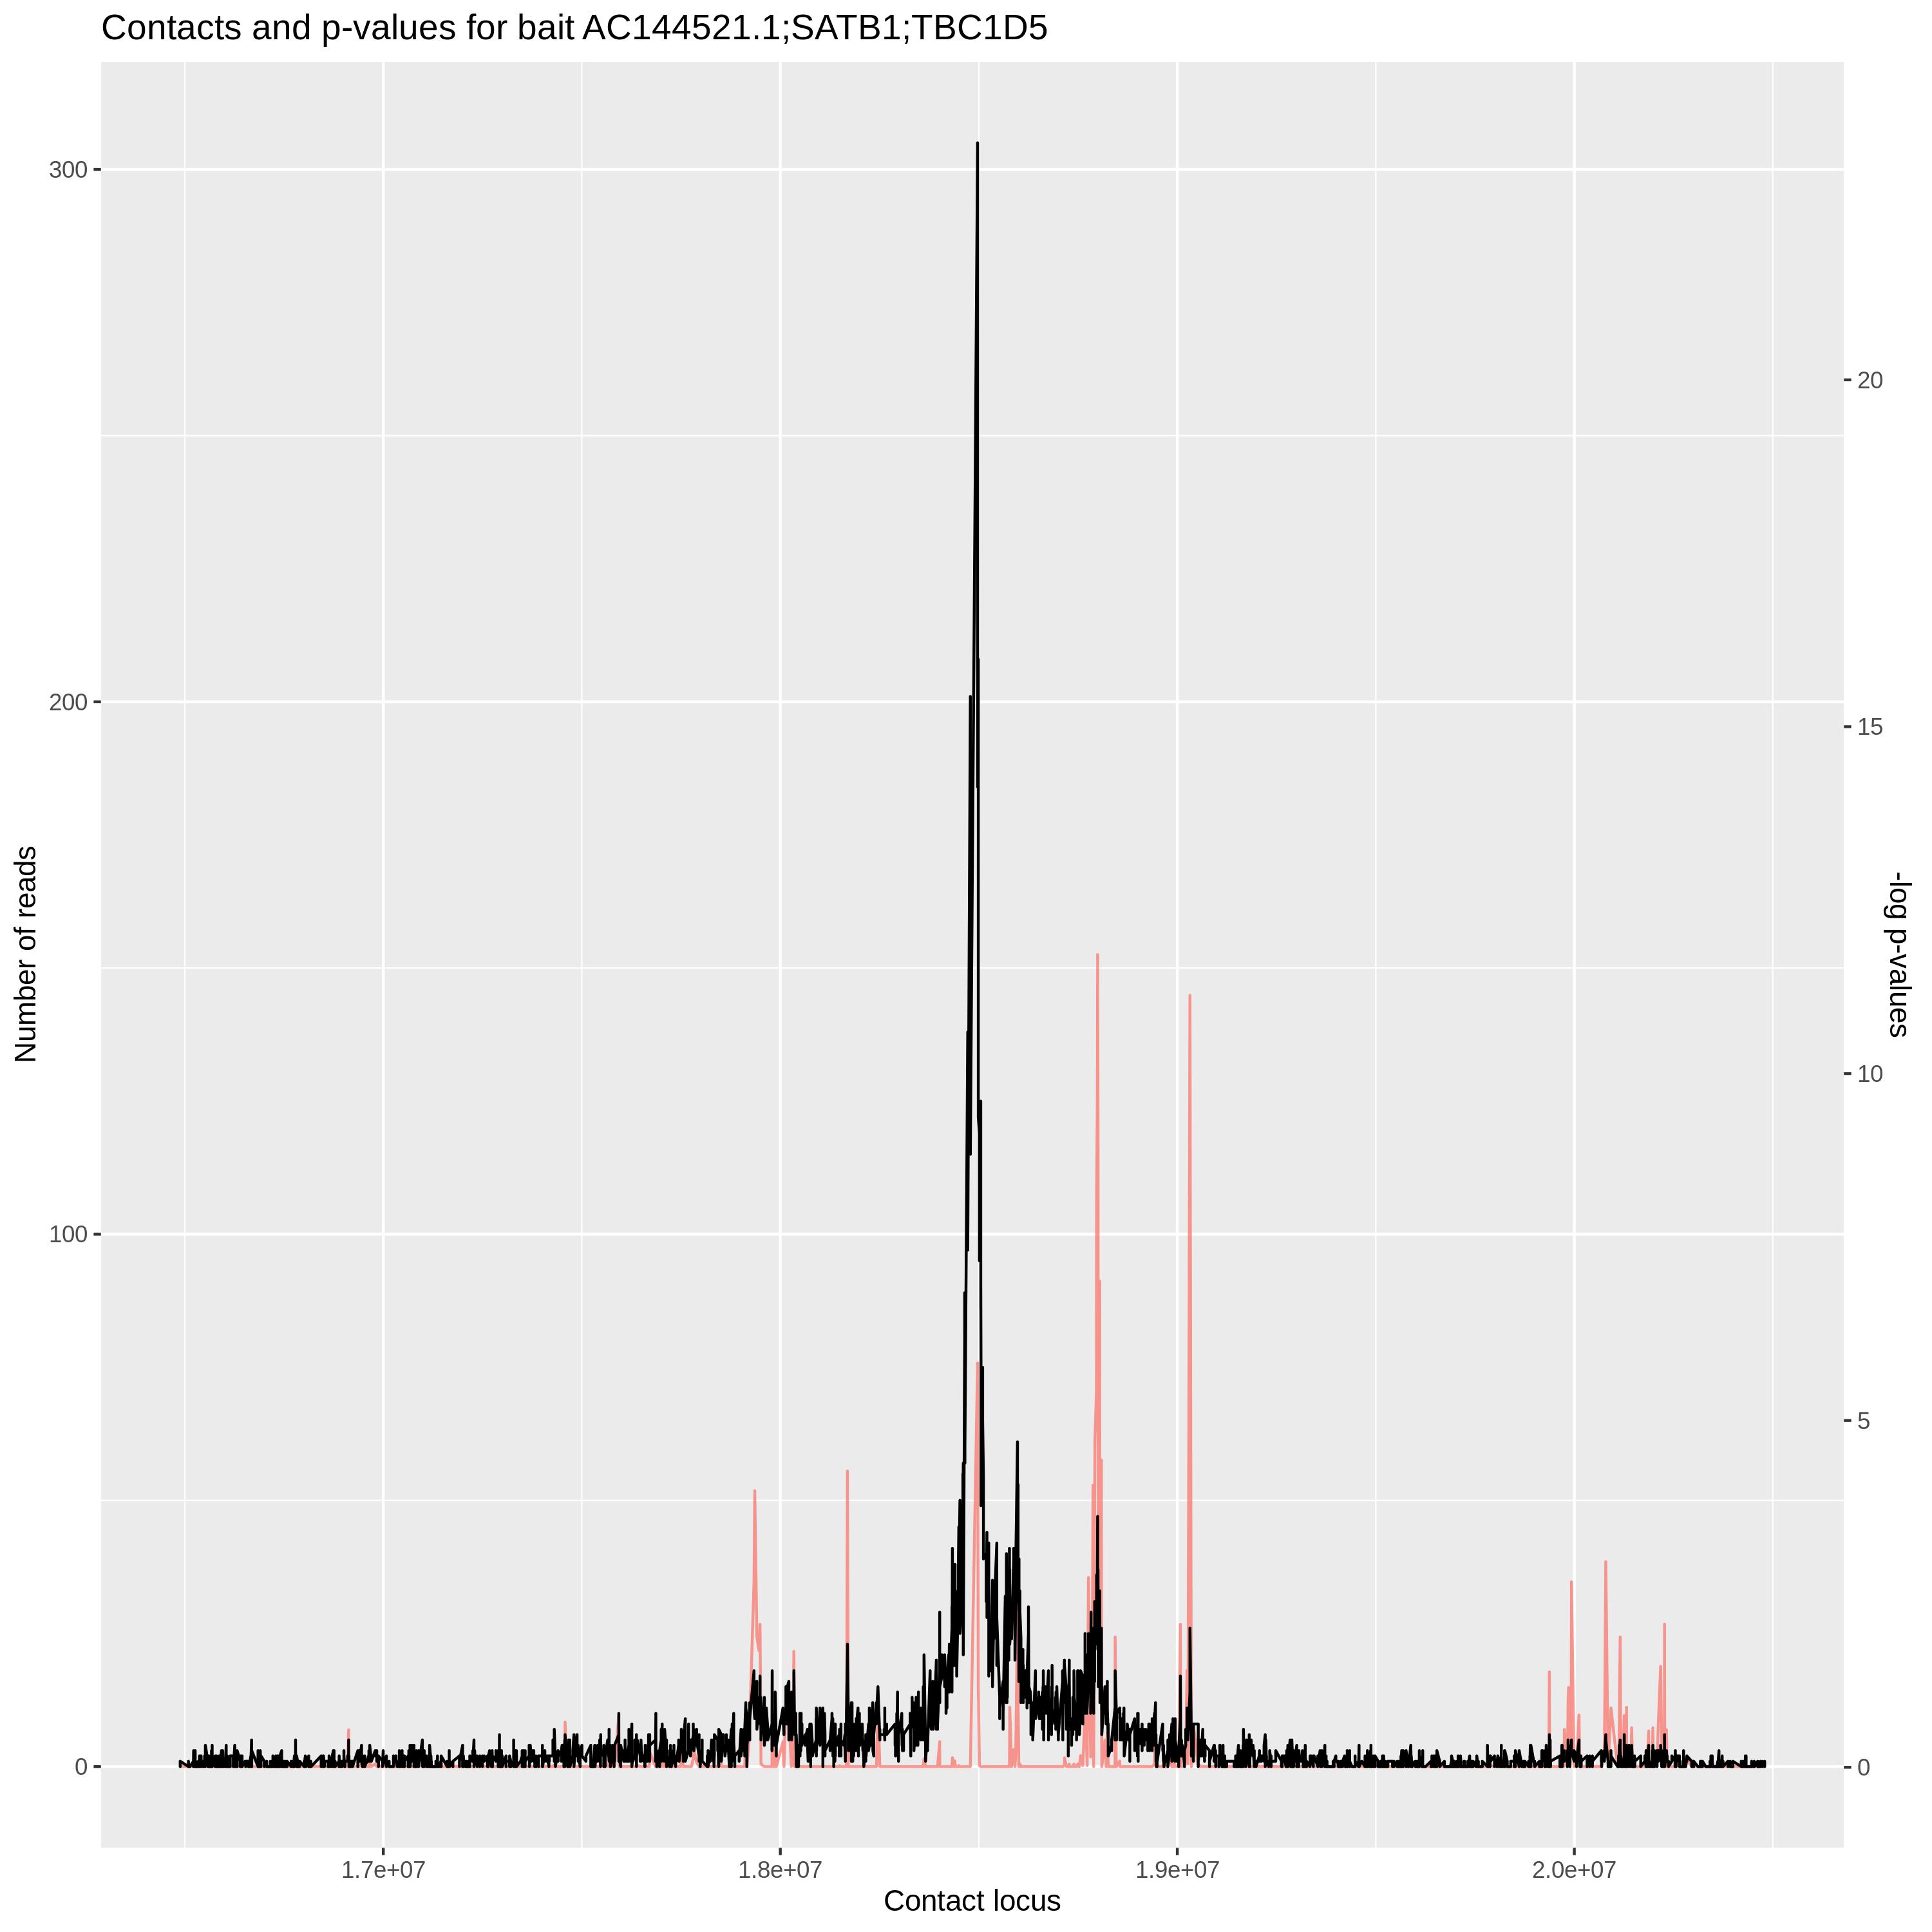 Contacts and p-values for bait AC144521.1;SATB1;TBC1D5
300
200
100
0
Number of reads
20
15
10
5
0
-log p-values
1.7e+07
1.8e+07
1.9e+07
2.0e+07
Contact locus